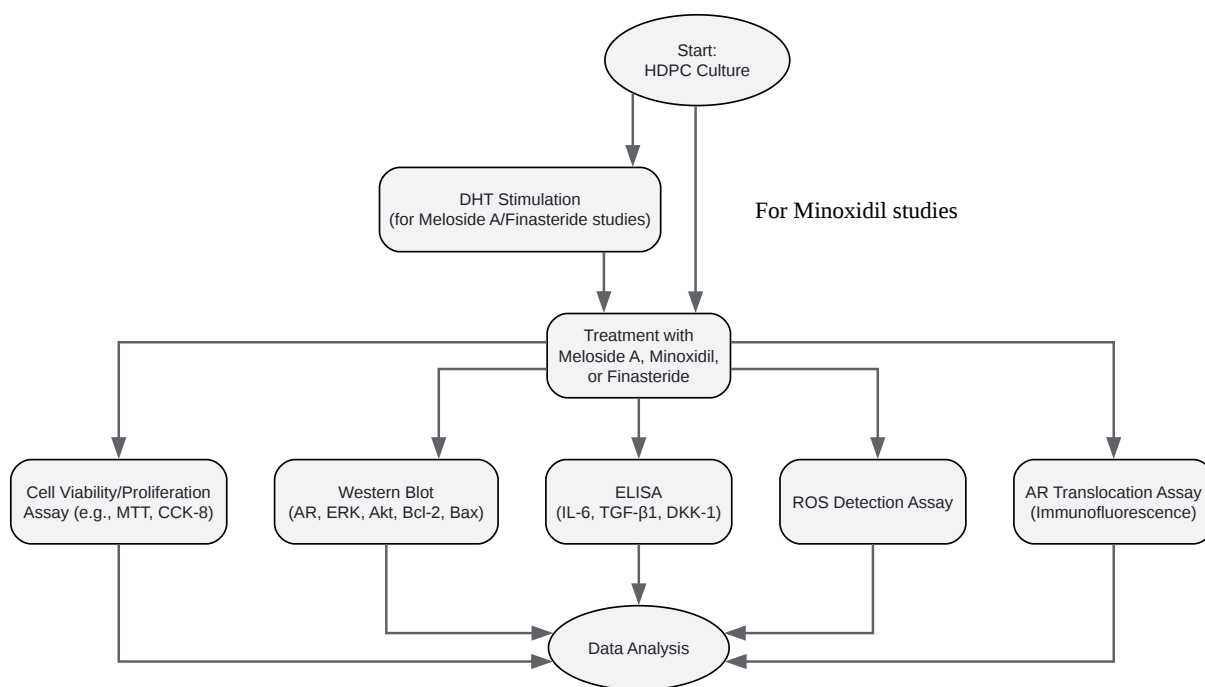 Start:
HDPC Culture
DHT Stimulation
(for Meloside A/Finasteride studies)
For Minoxidil studies
Treatment with
Meloside A, Minoxidil,
or Finasteride
Cell Viability/Proliferation
Assay (e.g., MTT, CCK-8)
Western Blot
(AR, ERK, Akt, Bcl-2, Bax)
ELISA
(IL-6, TGF-β1, DKK-1)
ROS Detection Assay
AR Translocation Assay
(Immunofluorescence)
Data Analysis